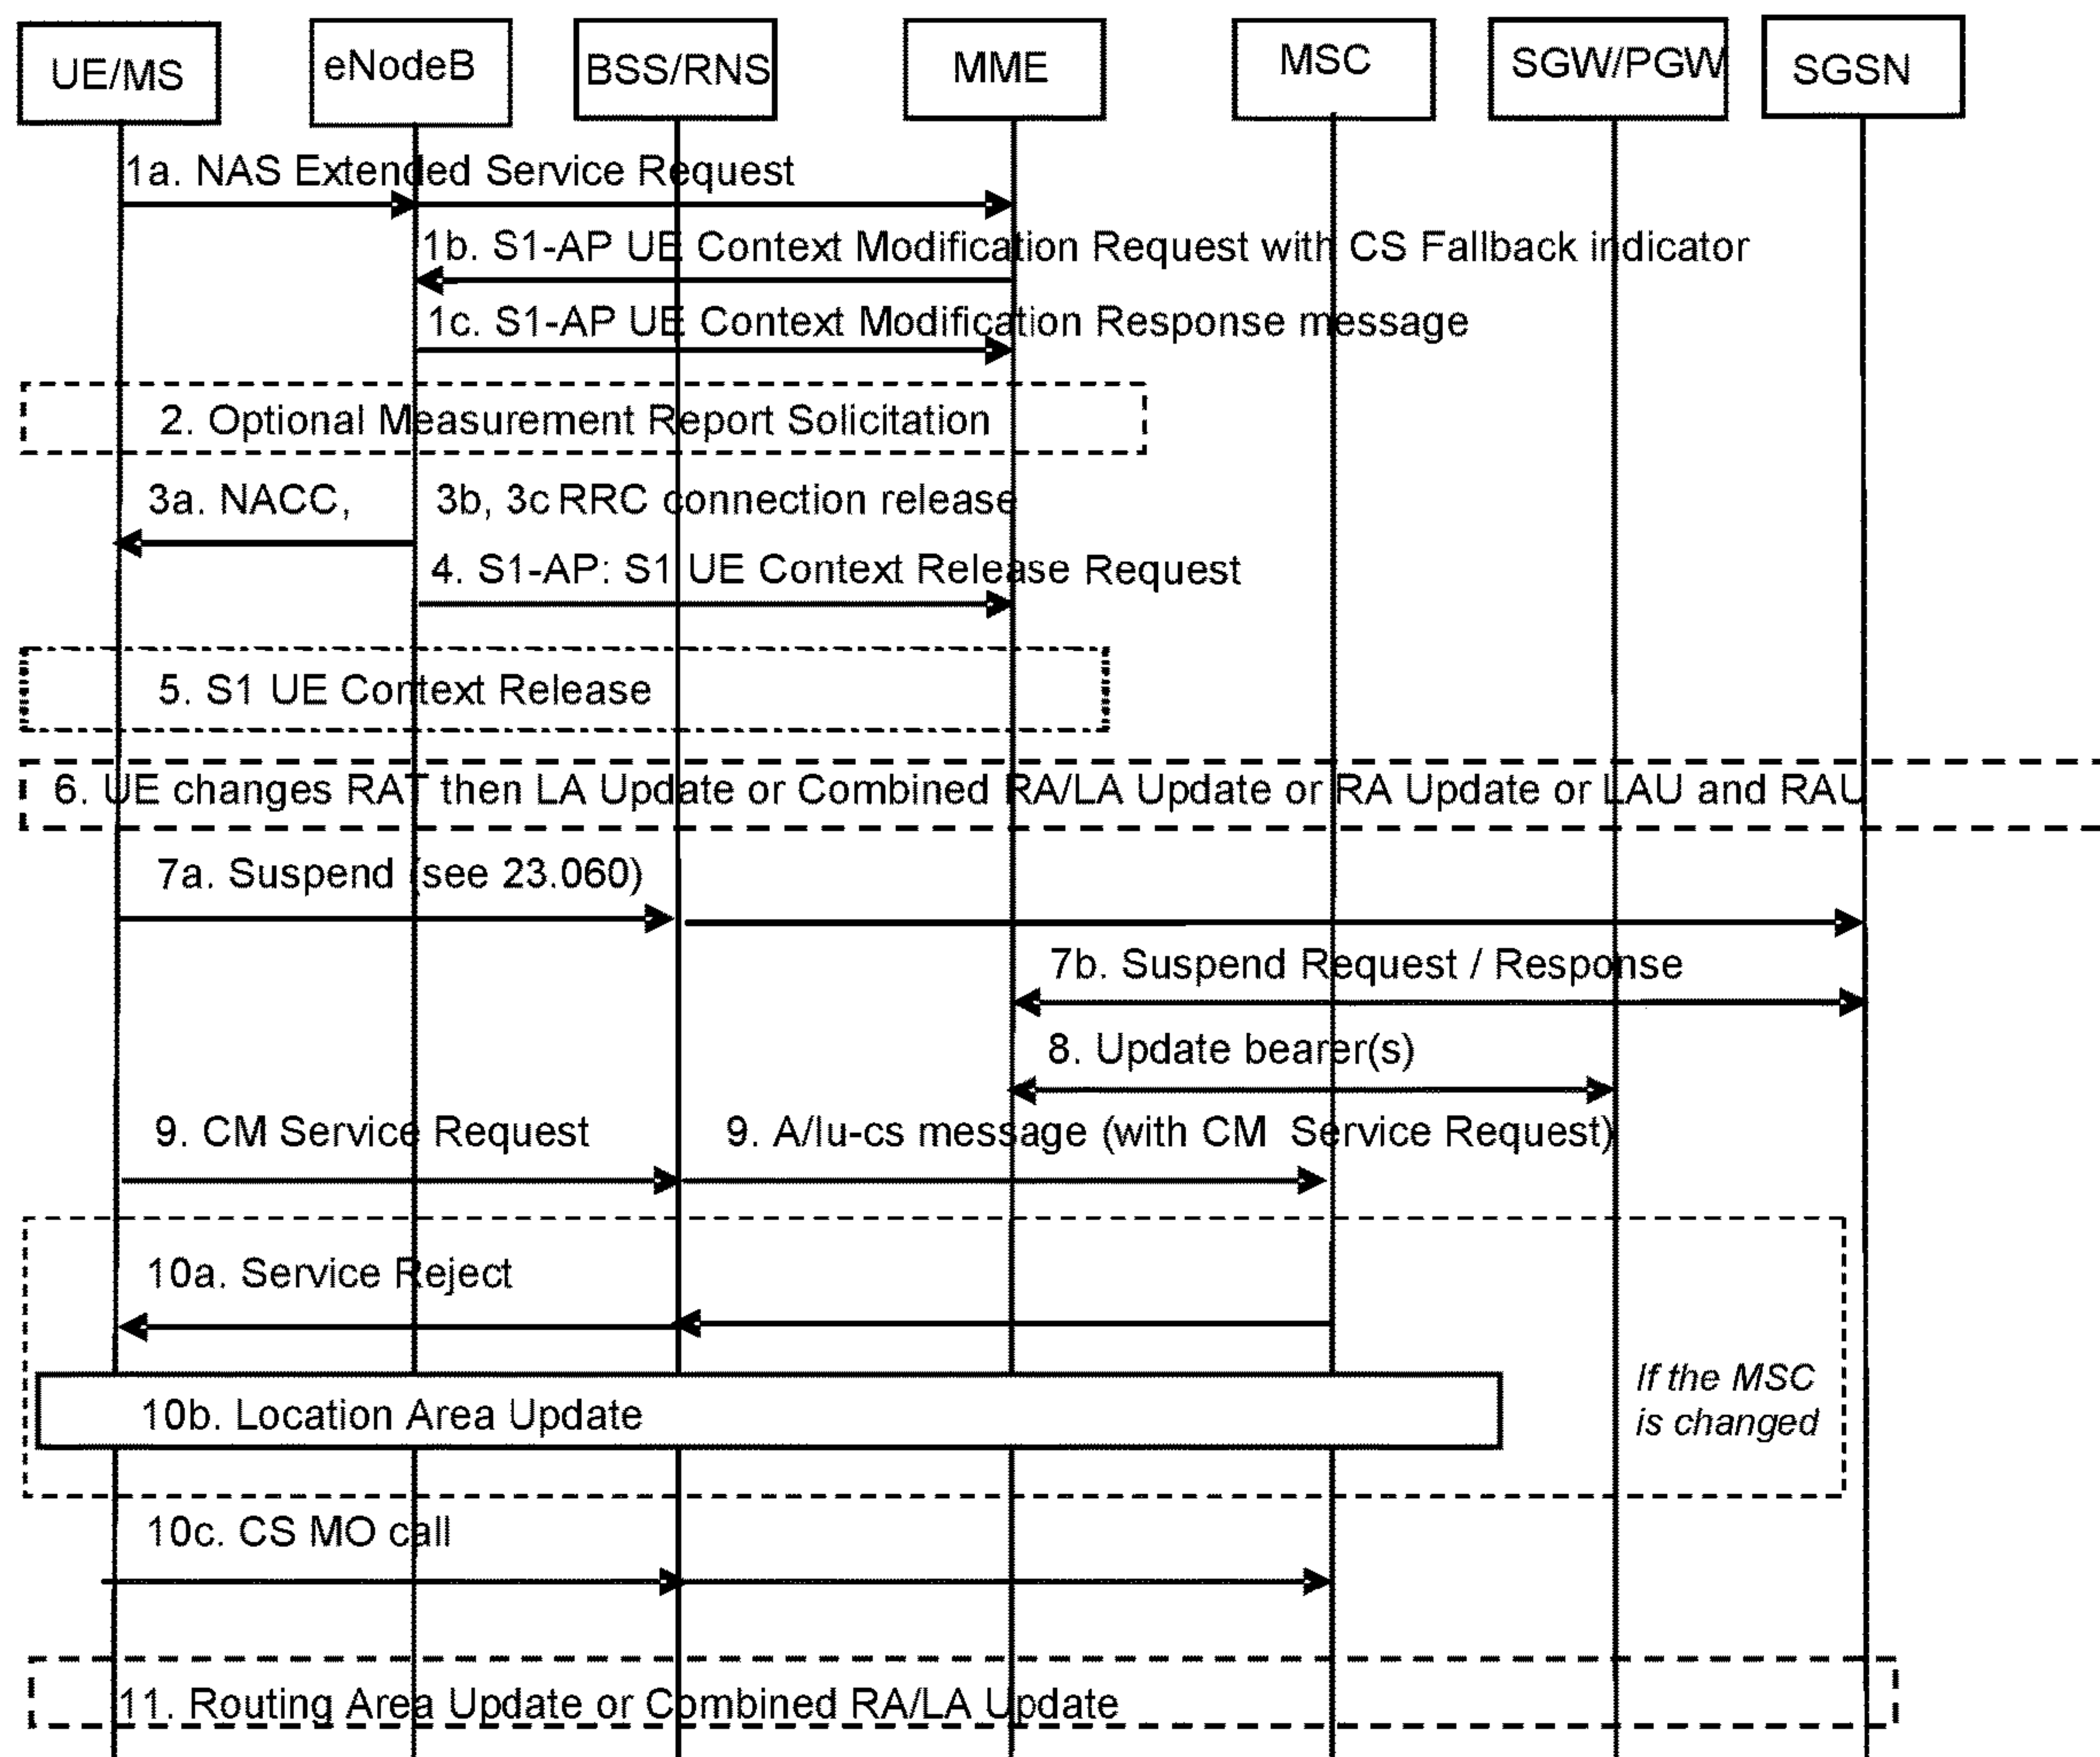 UE/MS
eNodeB
BSS/RNS
MME
MSC
SGW/PGW
SGSN
1a. NAS Extended Service Request
1b. S1-AP UE Context Modification Request with CS Fallback indicator
1c. S1-AP UE Context Modification Response message
2. Optional Measurement Report Solicitation
3a. NACC,
3b, 3c RRC connection release
4. S1-AP: S1 UE Context Release Request
5. S1 UE Context Release
6. UE changes RAT then LA Update or Combined RA/LA Update or RA Update or LAU and RAU
7a. Suspend (see 23.060)
7b. Suspend Request / Response
8. Update bearer(s)
9. CM Service Request
9. A/Iu-cs message (with CM Service Request)
10a. Service Reject
If the MSC
is changed
10b. Location Area Update
10c. CS MO call
11. Routing Area Update or Combined RA/LA Update